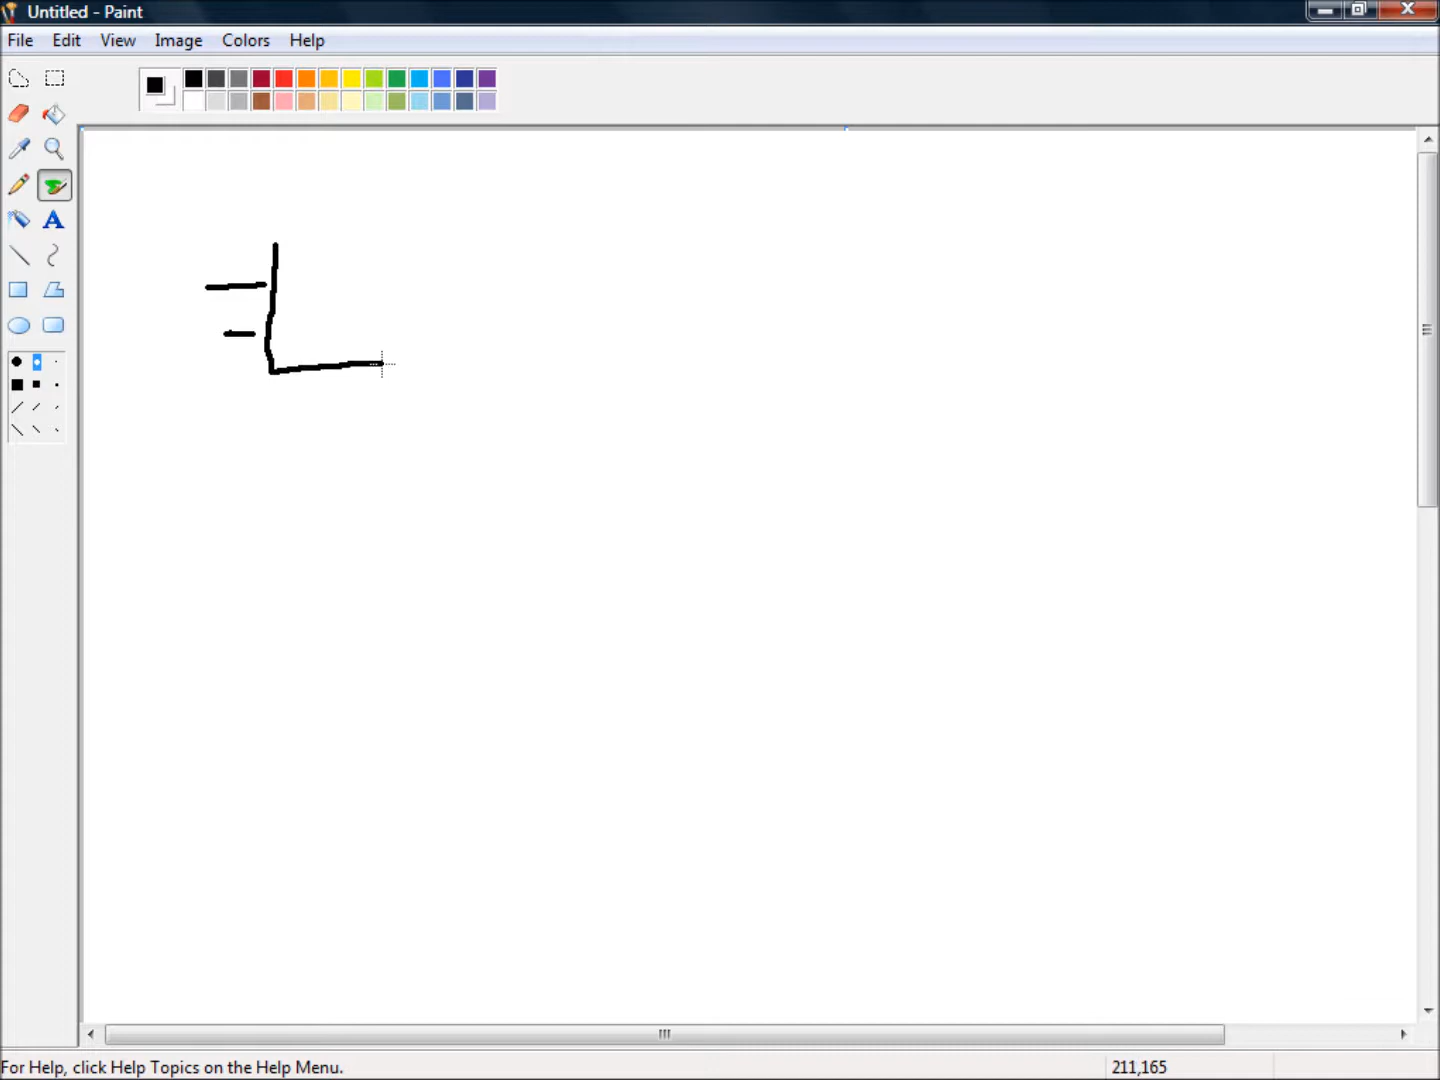 Untitled - Paint
File Edit View Image Colors Help
For Help, click Help Topics on the Help Menu. 211,165